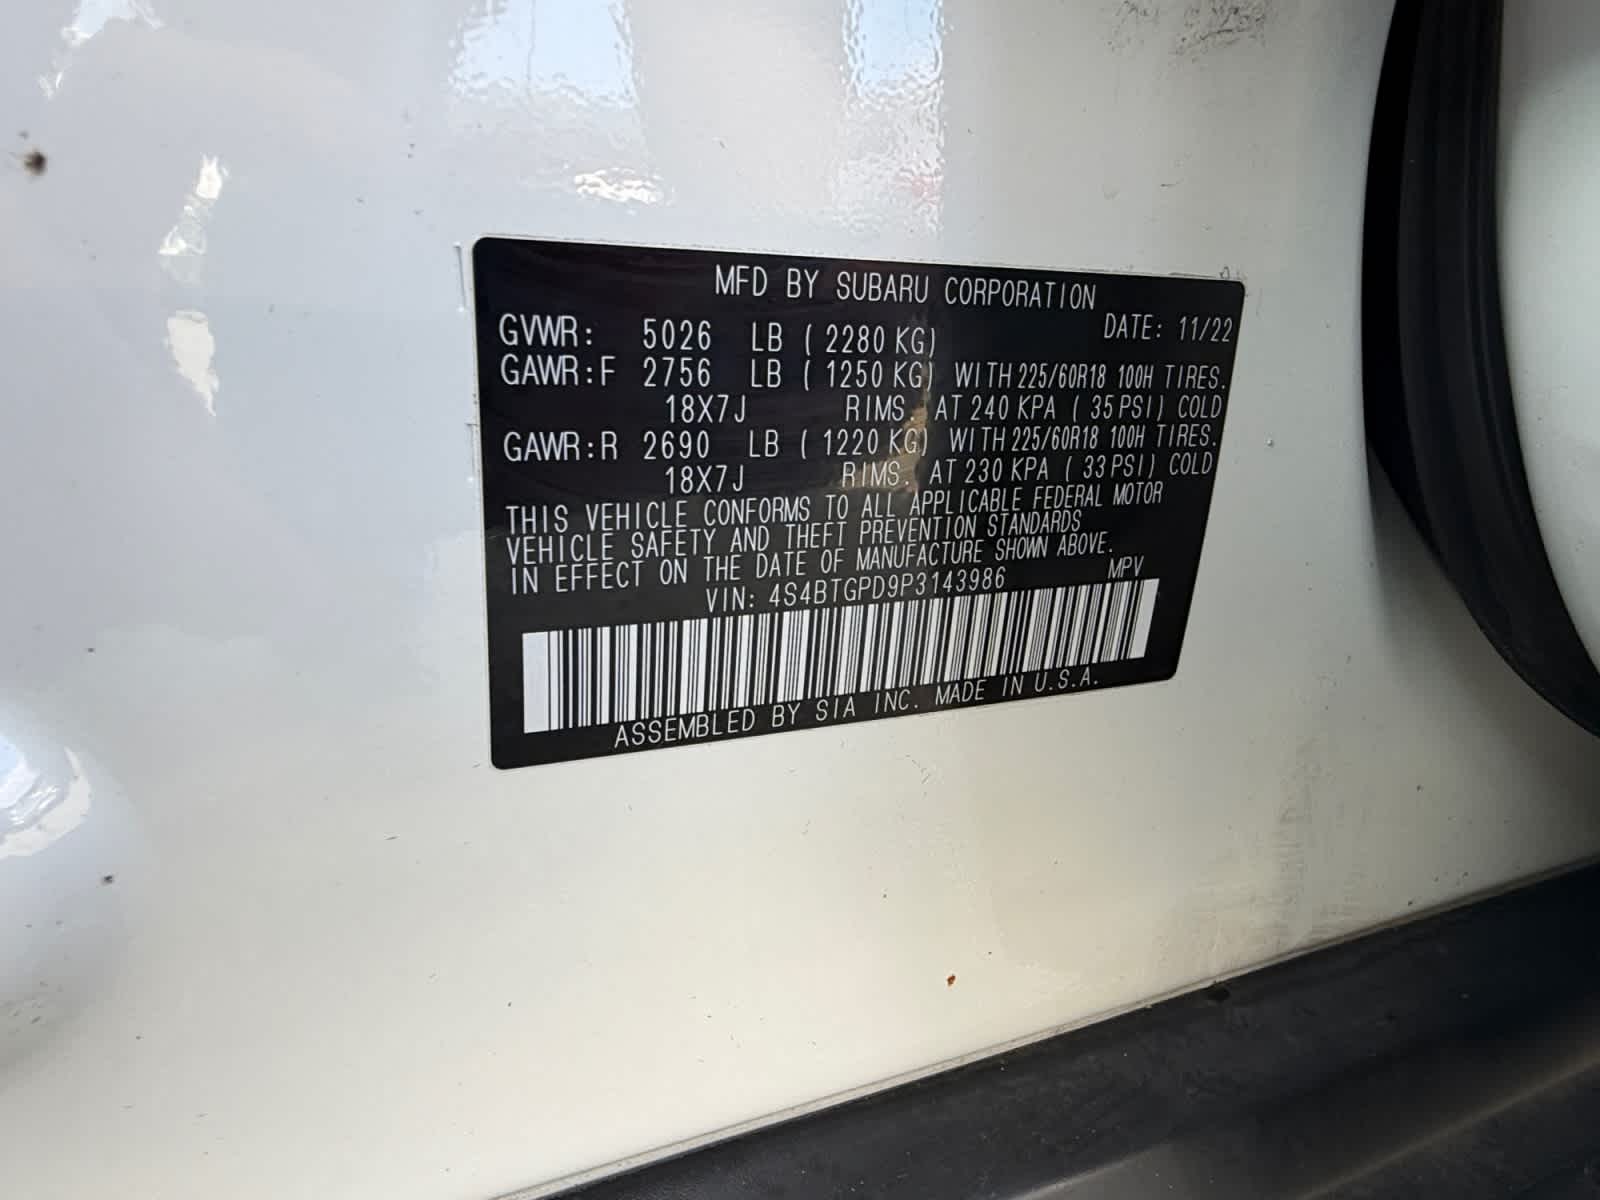 MFD BY SUBARU CORPORATION
GVWR: 5026 LB ( 2280 KG) DATE: 11/22
GAWR:F 2756 LB ( 1250 KG) WITH 225/60R18 100H TIRES.
18X7J RIMS. AT 240 KPA ( 35 PSI) COLD
GAWR:R 2690 LB ( 1220 KG) WITH 225/60R18 100H TIRES.
18X7J RIMS. AT 230 KPA ( 33 PSI) COLD
THIS VEHICLE CONFORMS TO ALL APPLICABLE FEDERAL MOTOR
VEHICLE SAFETY AND THEFT PREVENTION STANDARDS
IN EFFECT ON THE DATE OF MANUFACTURE SHOWN ABOVE.
VIN: 4S4BTGPD9P3143986 MPV
ASSEMBLED BY SIA INC. MADE IN U.S.A.